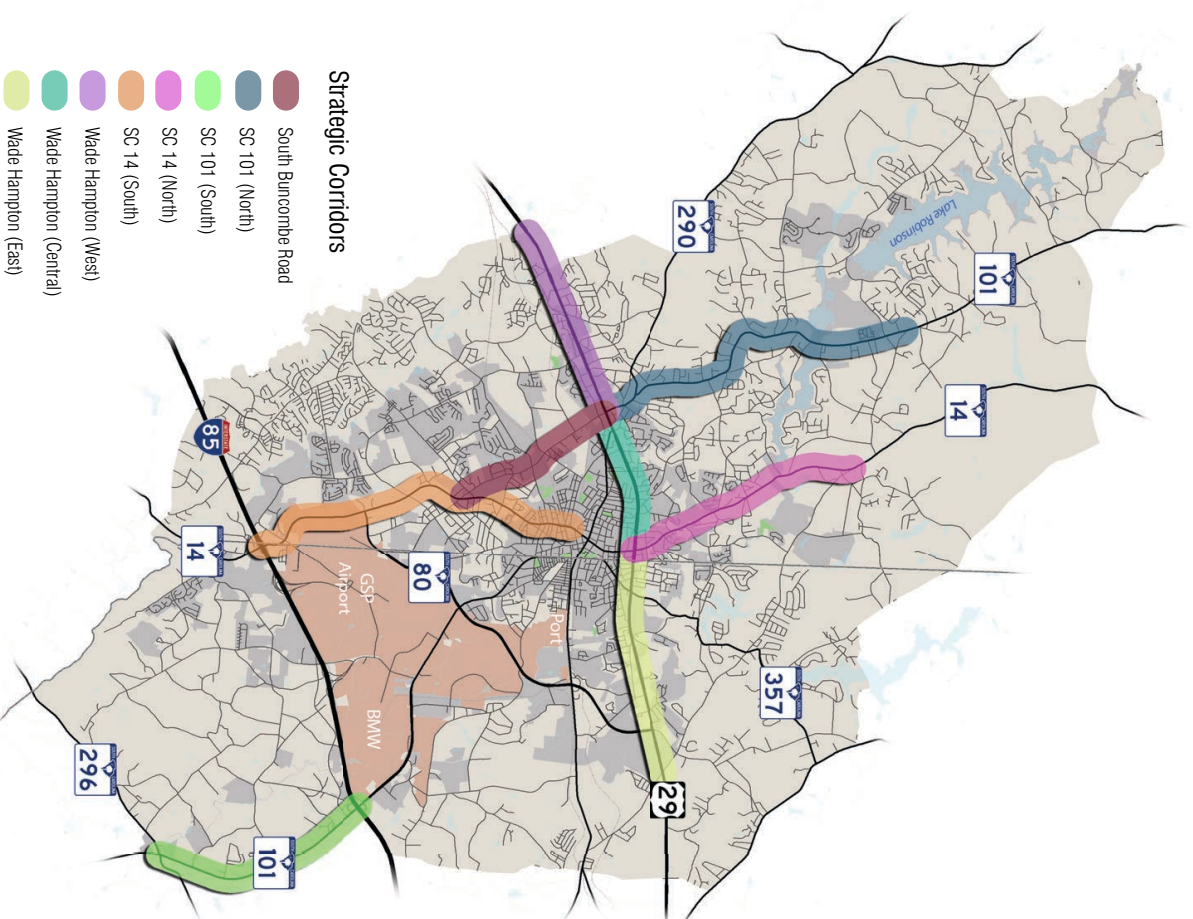 Strategic Corridors
South Buncombe Road
SC 101 (North)
SC 101 (South)
SC 14 (North)
SC 14 (South)
Wade Hampton (West)
Wade Hampton (Central)
Wade Hampton (East)
Lake Robinson
290
101
14
INTERSTATE
85
14
80
GSP
Airport
Port
BMW
357
29
296
101